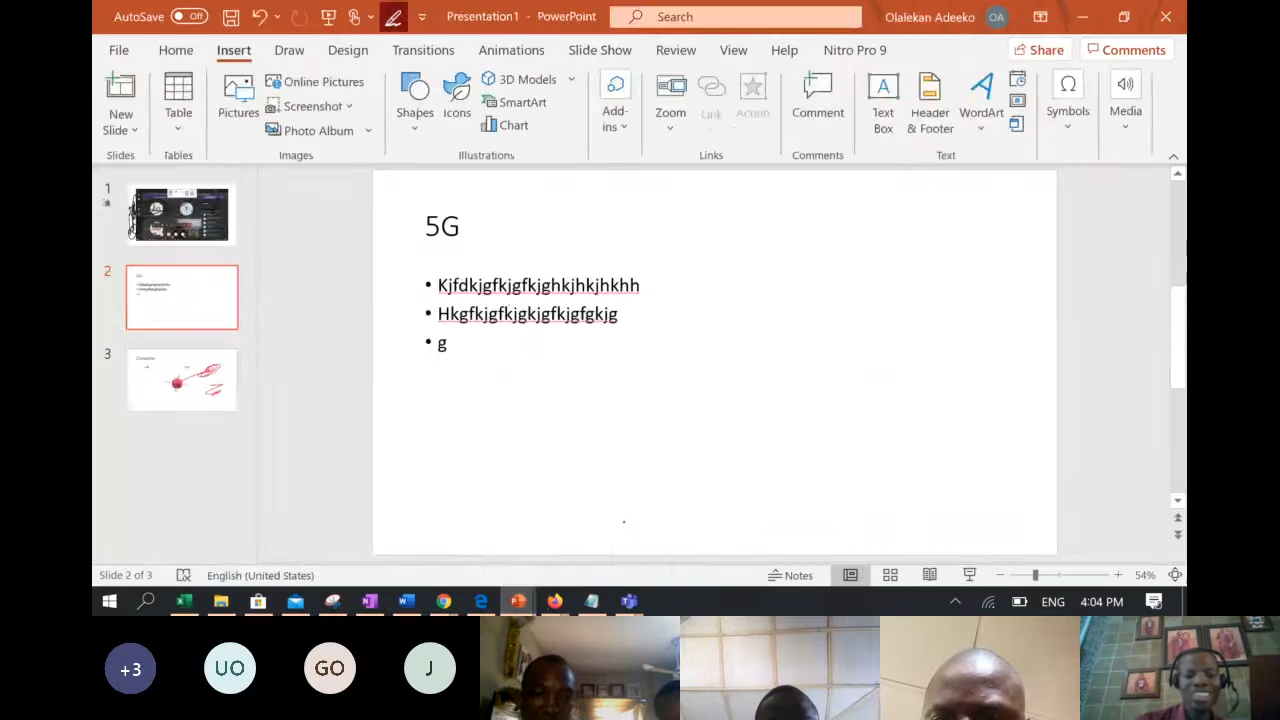 AutoSave Off Presentation1 - PowerPoint Search Olalekan Adeeko OA
File Home Insert Draw Design Transitions Animations Slide Show Review View Help Nitro Pro 9 Share Comments
New Slide Table Pictures Online Pictures Screenshot Photo Album Shapes Icons 3D Models SmartArt Chart Add-ins Zoom Link Action Comment Text Box Header & Footer WordArt Symbols Media
Slides Tables Images Illustrations Links Comments Text
1
2
3
5G
• Kjfdkjgfkjgfkjghkjhkjhkhh
• Hkgfkjgfkjgkjgfkjgfgkjg
• g
Slide 2 of 3 English (United States) Notes 54%
ENG 4:04 PM
+3 UO GO J